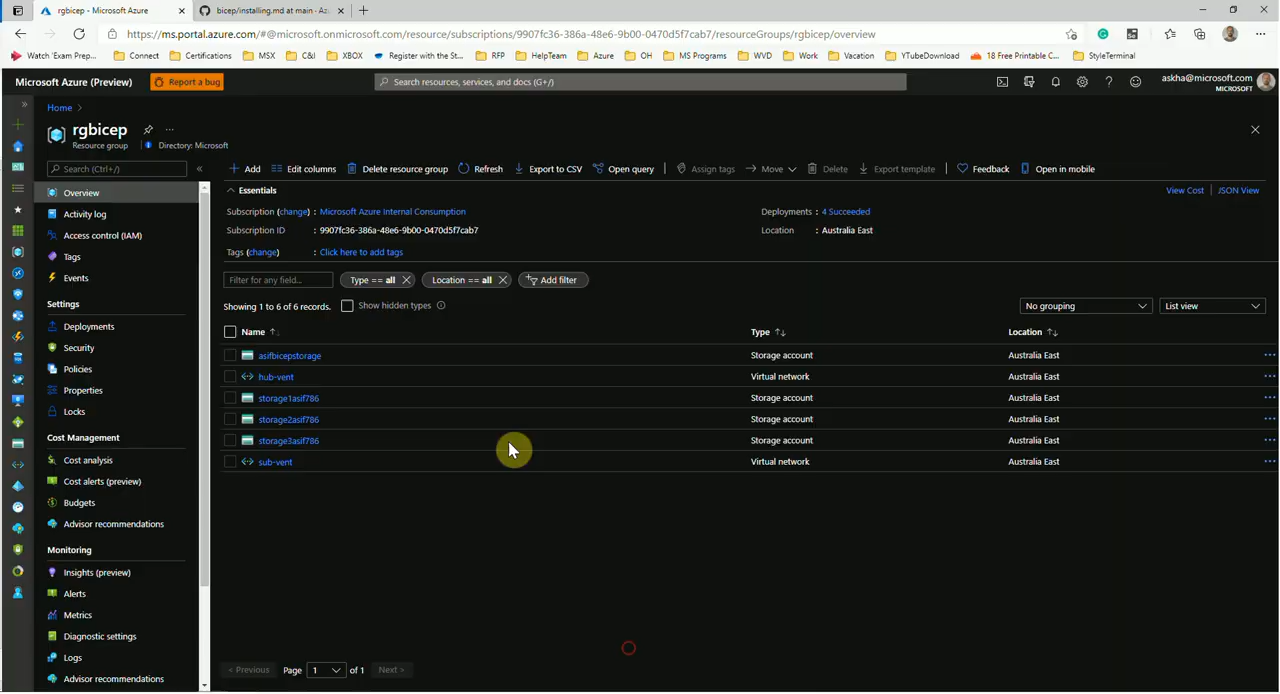 rgbicep - Microsoft Azure
bicep/installing.md at main · Az
https://ms.portal.azure.com/#@microsoft.onmicrosoft.com/resource/subscriptions/9907fc36-386a-48e6-9b00-0470d5f7cab7/resourceGroups/rgbicep/overview
Watch 'Exam Prep... Connect Certifications MSX C&I XBOX Register with the St... RFP HelpTeam Azure OH MS Programs WVD Work Vacation YTubeDownload 18 Free Printable C... StyleTerminal
Microsoft Azure (Preview) Report a bug Search resources, services, and docs (G+/) askha@microsoft.com
MICROSOFT
Home >
rgbicep
Resource group Directory: Microsoft
Search (Ctrl+/) « Add Edit columns Delete resource group Refresh Export to CSV Open query Assign tags Move Delete Export template Feedback Open in mobile
Essentials View Cost JSON View
Subscription (change) : Microsoft Azure Internal Consumption Deployments : 4 Succeeded
Subscription ID : 9907fc36-386a-48e6-9b00-0470d5f7cab7 Location : Australia East
Tags (change) : Click here to add tags
Filter for any field... Type == all Location == all Add filter
Showing 1 to 6 of 6 records. Show hidden types No grouping List view
Name Type Location
asifbicepstorage Storage account Australia East
hub-vent Virtual network Australia East
storage1asif786 Storage account Australia East
storage2asif786 Storage account Australia East
storage3asif786 Storage account Australia East
sub-vent Virtual network Australia East
Overview
Activity log
Access control (IAM)
Tags
Events
Settings
Deployments
Security
Policies
Properties
Locks
Cost Management
Cost analysis
Cost alerts (preview)
Budgets
Advisor recommendations
Monitoring
Insights (preview)
Alerts
Metrics
Diagnostic settings
Logs
Advisor recommendations
< Previous Page 1 of 1 Next >